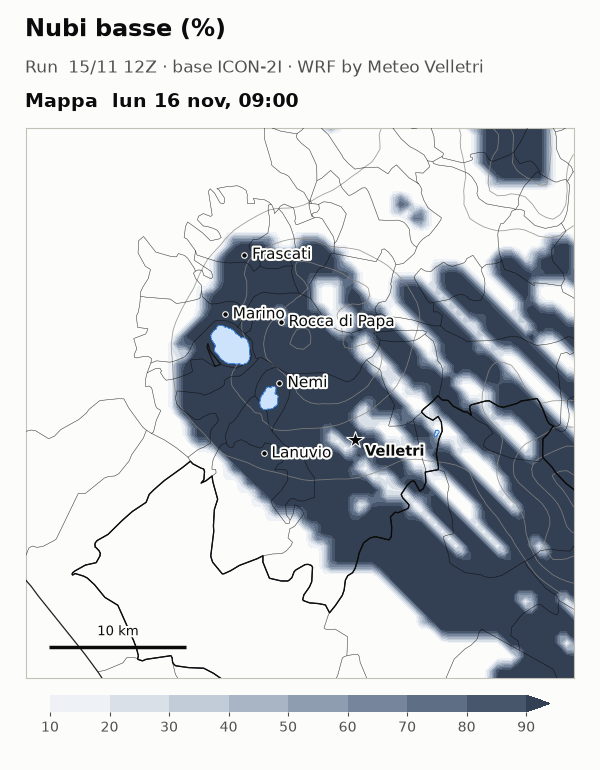 Nubi basse (%)
Run  15/11 12Z · base ICON-2I · WRF by Meteo Velletri
Mappa  lun 16 nov, 09:00
Frascati
Marino
Rocca di Papa
Nemi
Velletri
Lanuvio
10 km
10 20 30 40 50 60 70 80 90